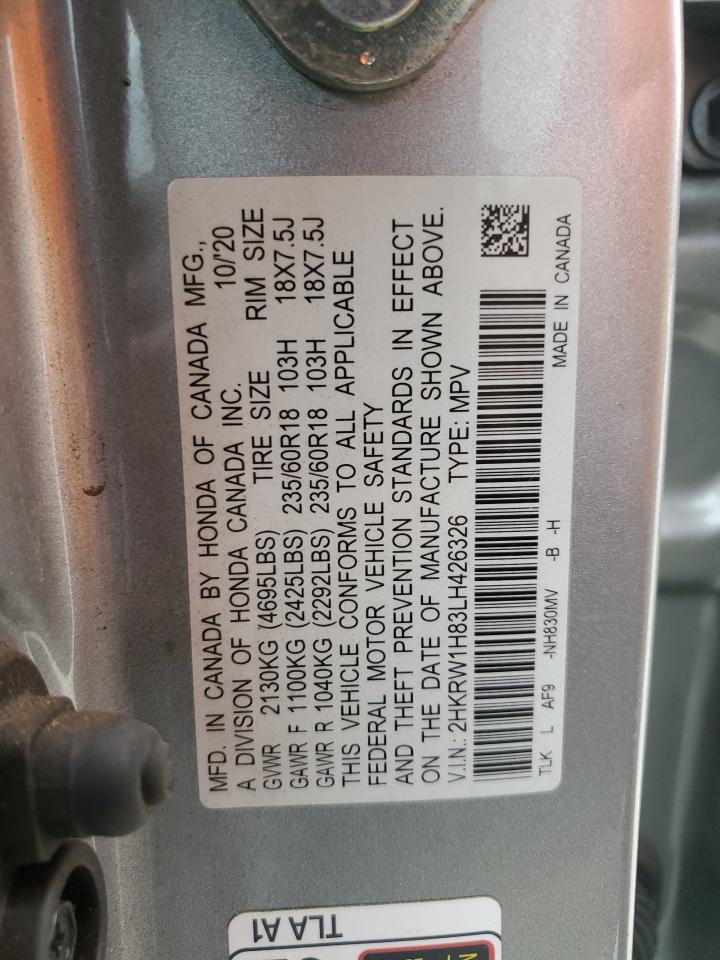 MFD. IN CANADA BY HONDA OF CANADA MFG.,
A DIVISION OF HONDA CANADA INC. 10/'20
GVWR 2130KG (4695LBS) TIRE SIZE RIM SIZE
GAWR F 1100KG (2425LBS) 235/60R18 103H 18X7.5J
GAWR R 1040KG (2292LBS) 235/60R18 103H 18X7.5J
THIS VEHICLE CONFORMS TO ALL APPLICABLE
FEDERAL MOTOR VEHICLE SAFETY
AND THEFT PREVENTION STANDARDS IN EFFECT
ON THE DATE OF MANUFACTURE SHOWN ABOVE.
V.I.N.: 2HKRW1H83LH426326 TYPE: MPV
TLK L AF9 -NH830MV -B -H
MADE IN CANADA
TLA A1